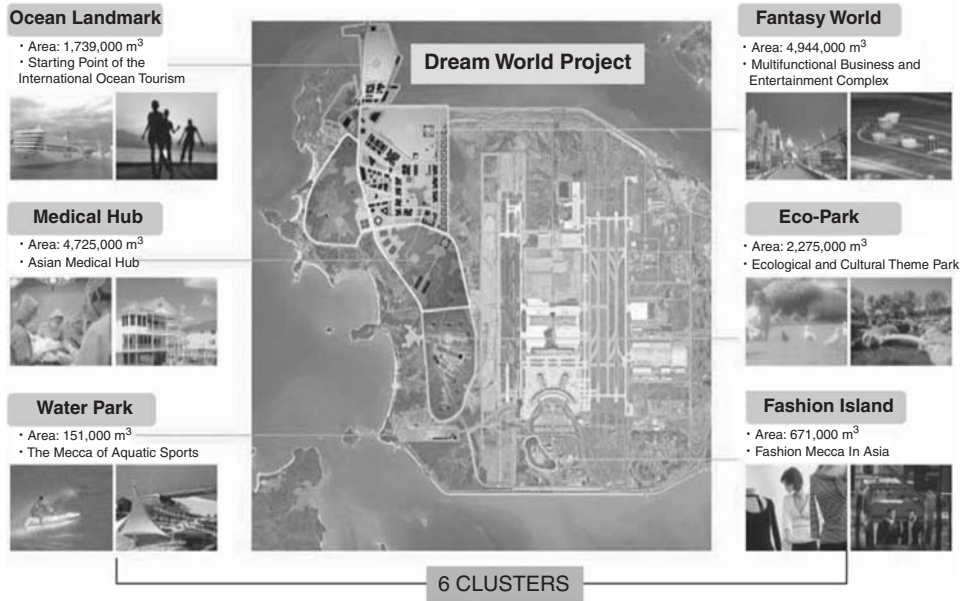 Ocean Landmark
• Area: 1,739,000 m³
• Starting Point of the
International Ocean Tourism
Medical Hub
• Area: 4,725,000 m³
• Asian Medical Hub
Water Park
• Area: 151,000 m³
• The Mecca of Aquatic Sports
Dream World Project
Fantasy World
• Area: 4,944,000 m³
• Multifunctional Business and
Entertainment Complex
Eco-Park
• Area: 2,275,000 m³
• Ecological and Cultural Theme Park
Fashion Island
• Area: 671,000 m³
• Fashion Mecca In Asia
6 CLUSTERS